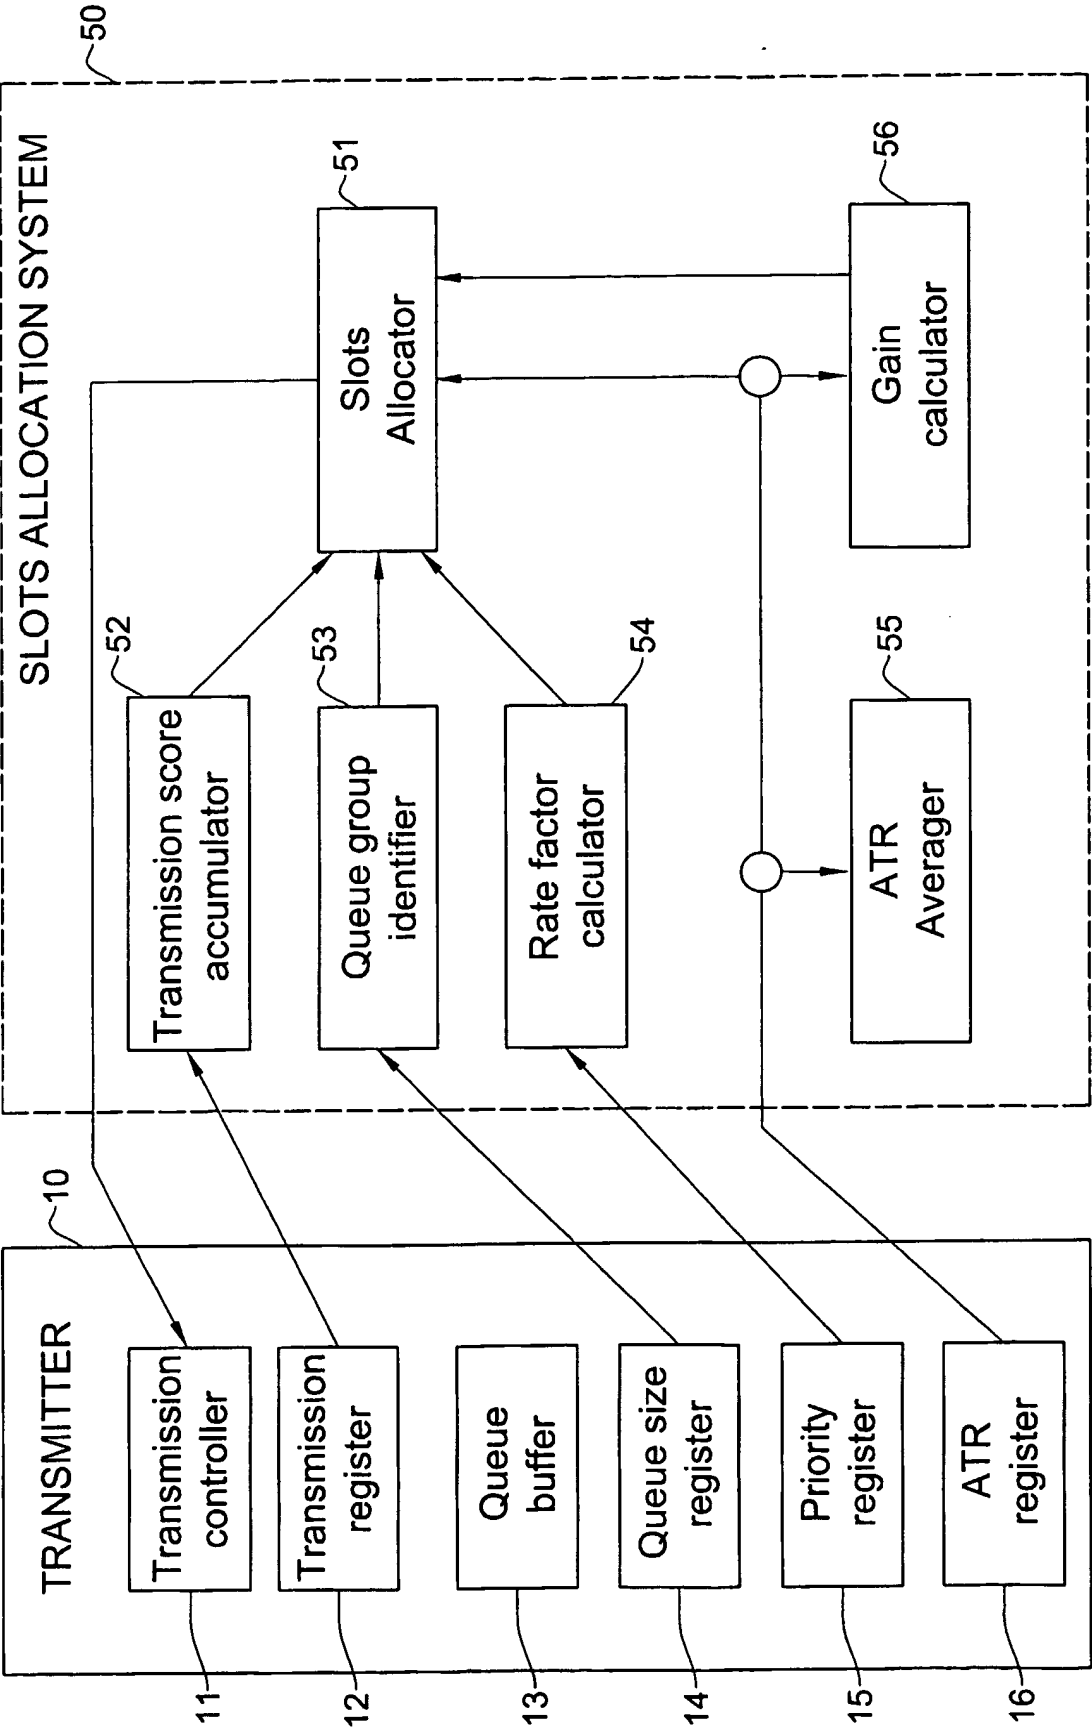 TRANSMITTER
10
Transmission
controller
11
Transmission
register
12
Queue
buffer
13
Queue size
register
14
Priority
register
15
ATR
register
16
SLOTS ALLOCATION SYSTEM
50
Transmission score
accumulator
52
Queue group
identifier
53
Rate factor
calculator
54
Slots
Allocator
51
ATR
Averager
55
Gain
calculator
56